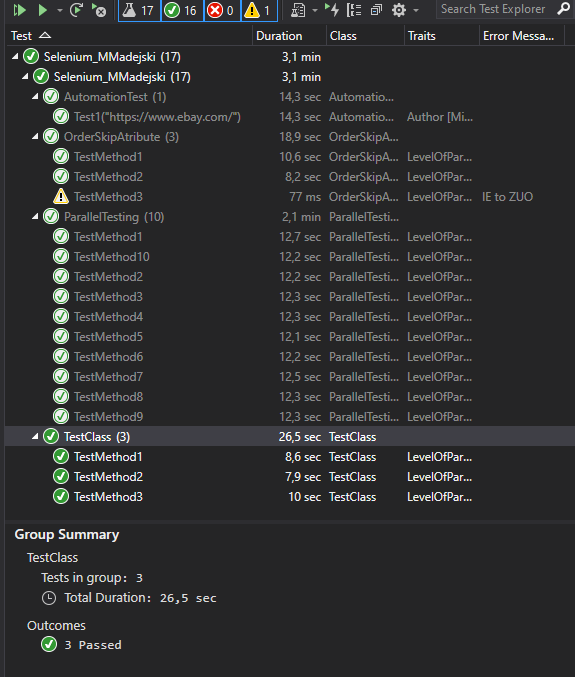 17 16 0 1 Search Test Explorer
Test Duration Class Traits Error Messa...
Selenium_MMadejski (17) 3,1 min
Selenium_MMadejski (17) 3,1 min
AutomationTest (1) 14,3 sec Automatio...
Test1("https://www.ebay.com/") 14,3 sec Automatio... Author [Mi...
OrderSkipAtribute (3) 18,9 sec OrderSkipA...
TestMethod1 10,6 sec OrderSkipA... LevelOfPar...
TestMethod2 8,2 sec OrderSkipA... LevelOfPar...
TestMethod3 77 ms OrderSkipA... LevelOfPar... IE to ZUO
ParallelTesting (10) 2,1 min ParallelTesti...
TestMethod1 12,7 sec ParallelTesti... LevelOfPar...
TestMethod10 12,2 sec ParallelTesti... LevelOfPar...
TestMethod2 12,2 sec ParallelTesti... LevelOfPar...
TestMethod3 12,3 sec ParallelTesti... LevelOfPar...
TestMethod4 12,3 sec ParallelTesti... LevelOfPar...
TestMethod5 12,1 sec ParallelTesti... LevelOfPar...
TestMethod6 12,2 sec ParallelTesti... LevelOfPar...
TestMethod7 12,5 sec ParallelTesti... LevelOfPar...
TestMethod8 12,3 sec ParallelTesti... LevelOfPar...
TestMethod9 12,3 sec ParallelTesti... LevelOfPar...
TestClass (3) 26,5 sec TestClass
TestMethod1 8,6 sec TestClass LevelOfPar...
TestMethod2 7,9 sec TestClass LevelOfPar...
TestMethod3 10 sec TestClass LevelOfPar...
Group Summary
TestClass
Tests in group: 3
Total Duration: 26,5 sec
Outcomes
3 Passed